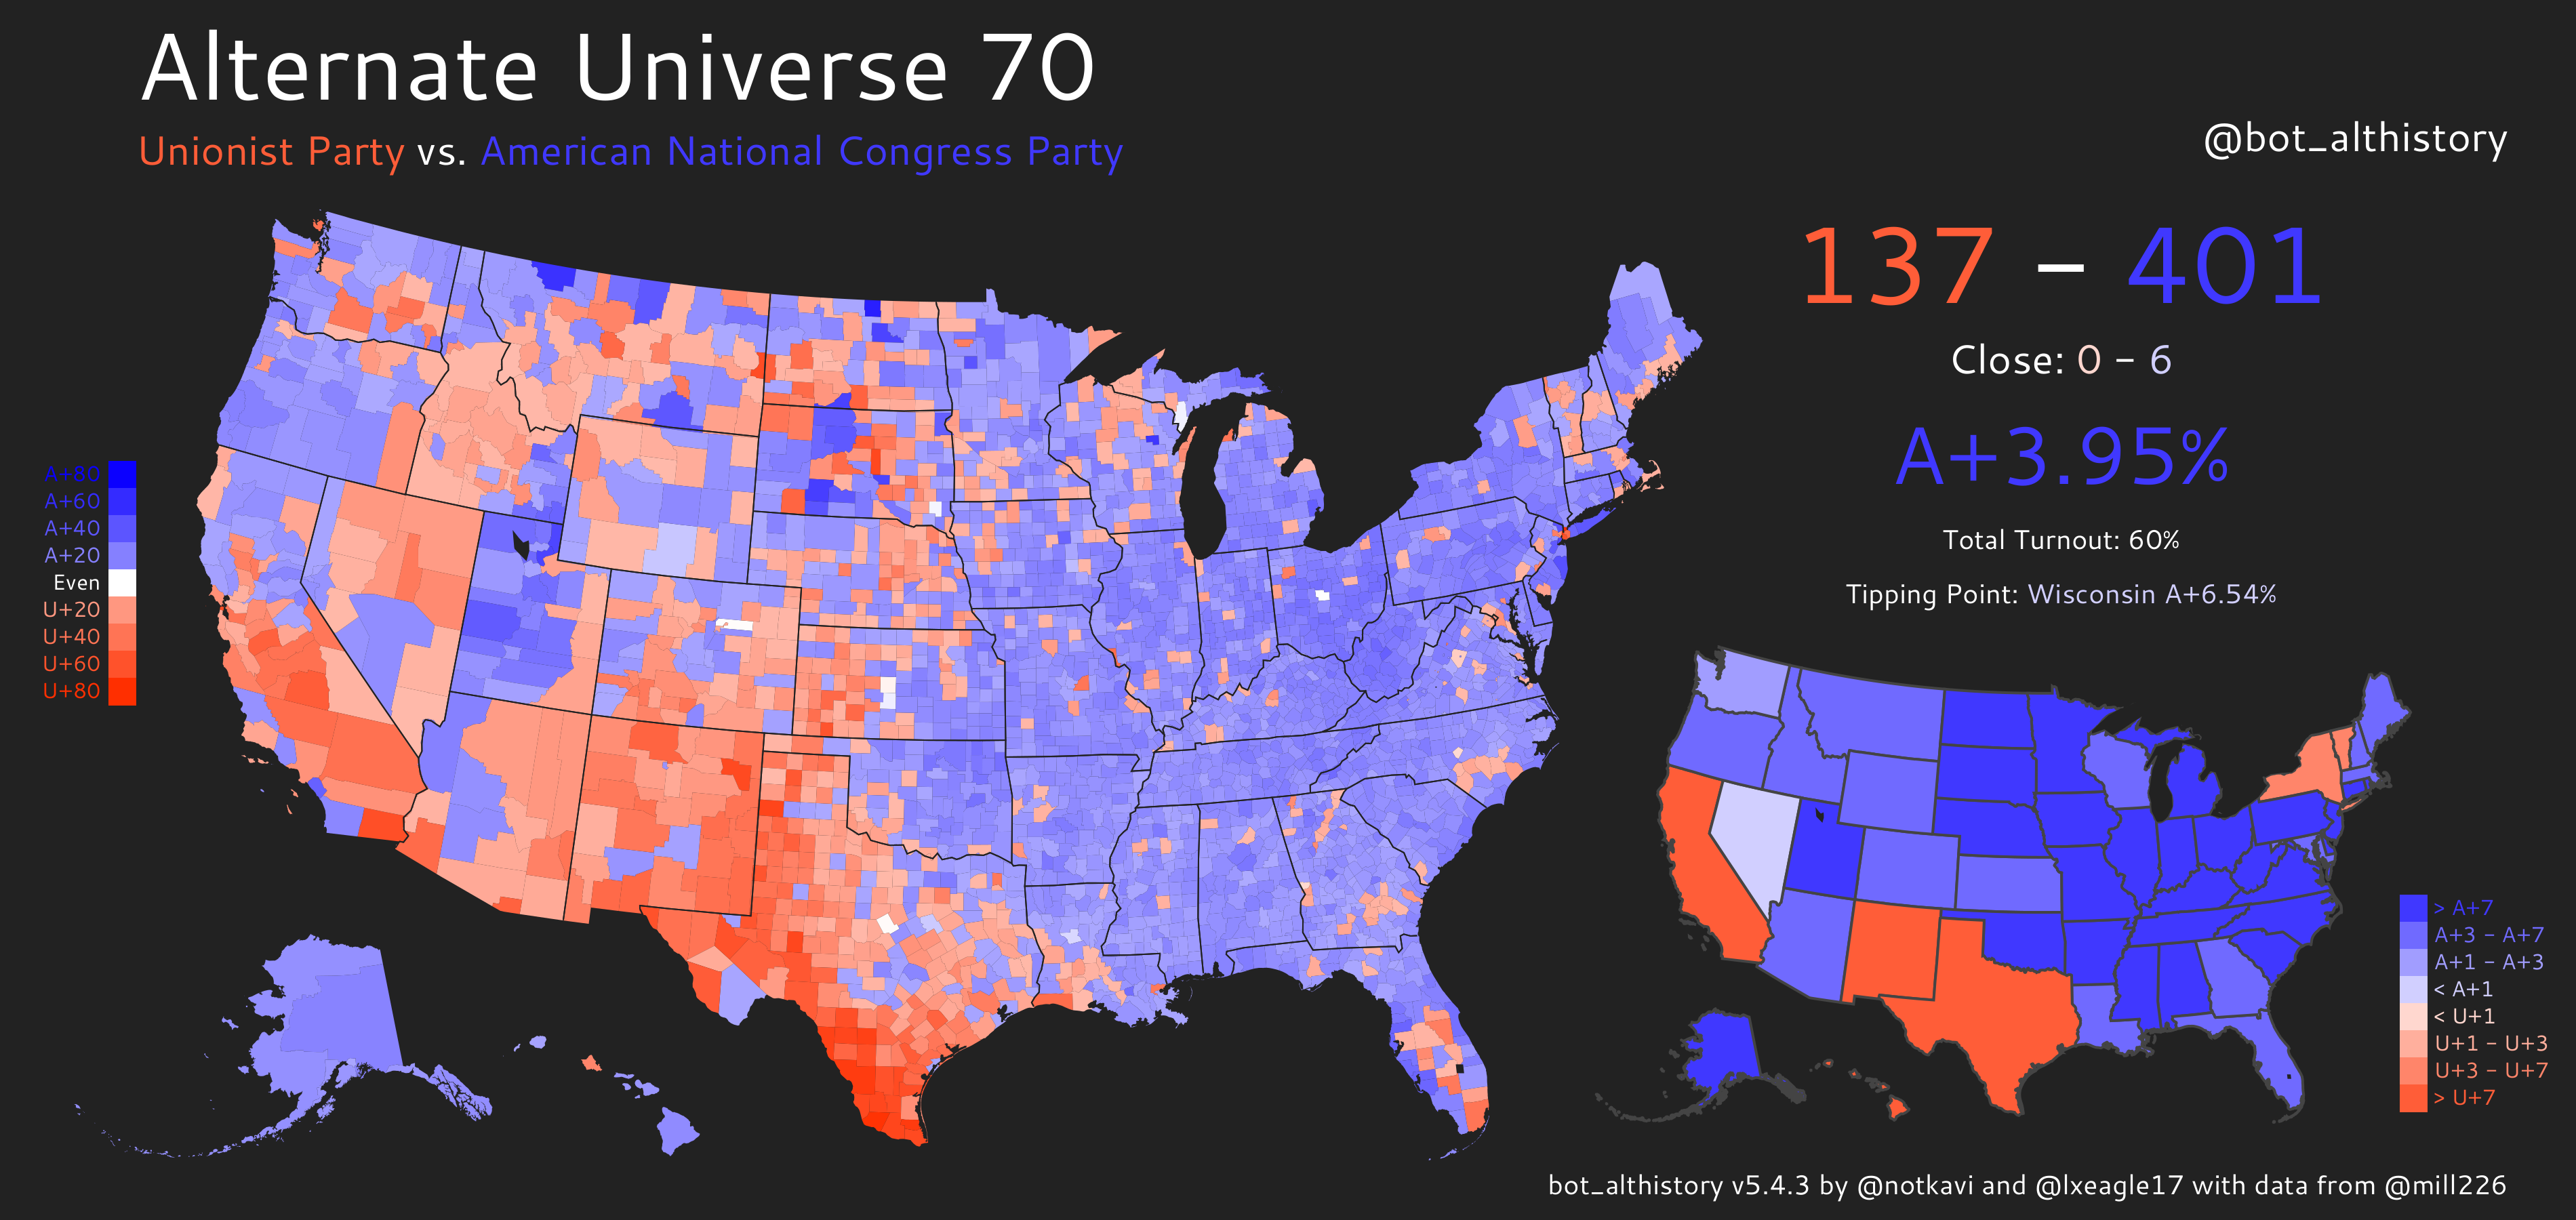 Alternate Universe 70
Unionist Party vs. American National Congress Party
@bot_althistory
137 – 401
Close: 0 – 6
A+3.95%
Total Turnout: 60%
Tipping Point: Wisconsin A+6.54%
A+80
A+60
A+40
A+20
Even
U+20
U+40
U+60
U+80
> A+7
A+3 – A+7
A+1 – A+3
< A+1
< U+1
U+1 – U+3
U+3 – U+7
> U+7
bot_althistory v5.4.3 by @notkavi and @lxeagle17 with data from @mill226